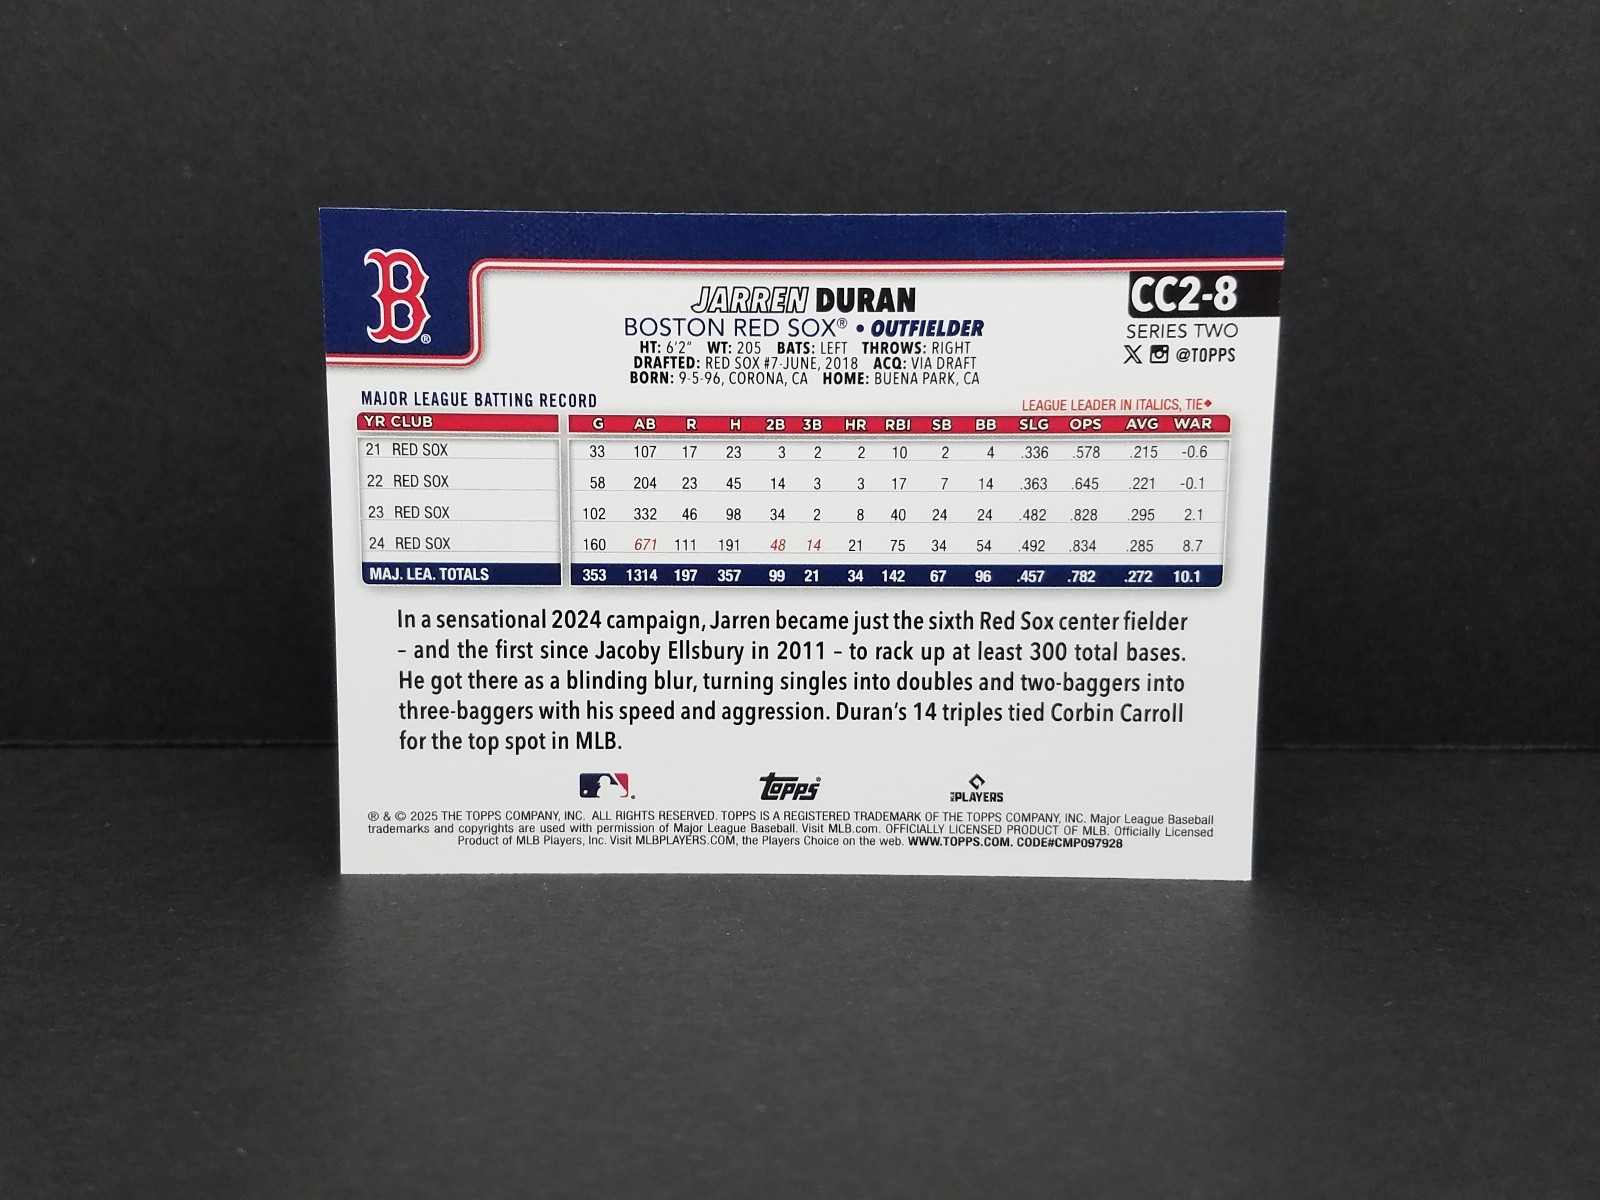 B®
JARREN DURAN
CC2-8
BOSTON RED SOX® • OUTFIELDER
SERIES TWO
HT: 6'2" WT: 205 BATS: LEFT THROWS: RIGHT
@TOPPS
DRAFTED: RED SOX #7-JUNE, 2018 ACQ: VIA DRAFT
BORN: 9-5-96, CORONA, CA HOME: BUENA PARK, CA
MAJOR LEAGUE BATTING RECORD
LEAGUE LEADER IN ITALICS, TIE◆
YR CLUB G AB R H 2B 3B HR RBI SB BB SLG OPS AVG WAR
21 RED SOX 33 107 17 23 3 2 2 10 2 4 .336 .578 .215 -0.6
22 RED SOX 58 204 23 45 14 3 3 17 7 14 .363 .645 .221 -0.1
23 RED SOX 102 332 46 98 34 2 8 40 24 24 .482 .828 .295 2.1
24 RED SOX 160 671 111 191 48 14 21 75 34 54 .492 .834 .285 8.7
MAJ. LEA. TOTALS 353 1314 197 357 99 21 34 142 67 96 .457 .782 .272 10.1
In a sensational 2024 campaign, Jarren became just the sixth Red Sox center fielder
– and the first since Jacoby Ellsbury in 2011 – to rack up at least 300 total bases.
He got there as a blinding blur, turning singles into doubles and two-baggers into
three-baggers with his speed and aggression. Duran's 14 triples tied Corbin Carroll
for the top spot in MLB.
topps®
MLB PLAYERS
® & © 2025 THE TOPPS COMPANY, INC. ALL RIGHTS RESERVED. TOPPS IS A REGISTERED TRADEMARK OF THE TOPPS COMPANY, INC. Major League Baseball
trademarks and copyrights are used with permission of Major League Baseball. Visit MLB.com. OFFICIALLY LICENSED PRODUCT OF MLB. Officially Licensed
Product of MLB Players, Inc. Visit MLBPLAYERS.COM, the Players Choice on the web. WWW.TOPPS.COM. CODE#CMP097928